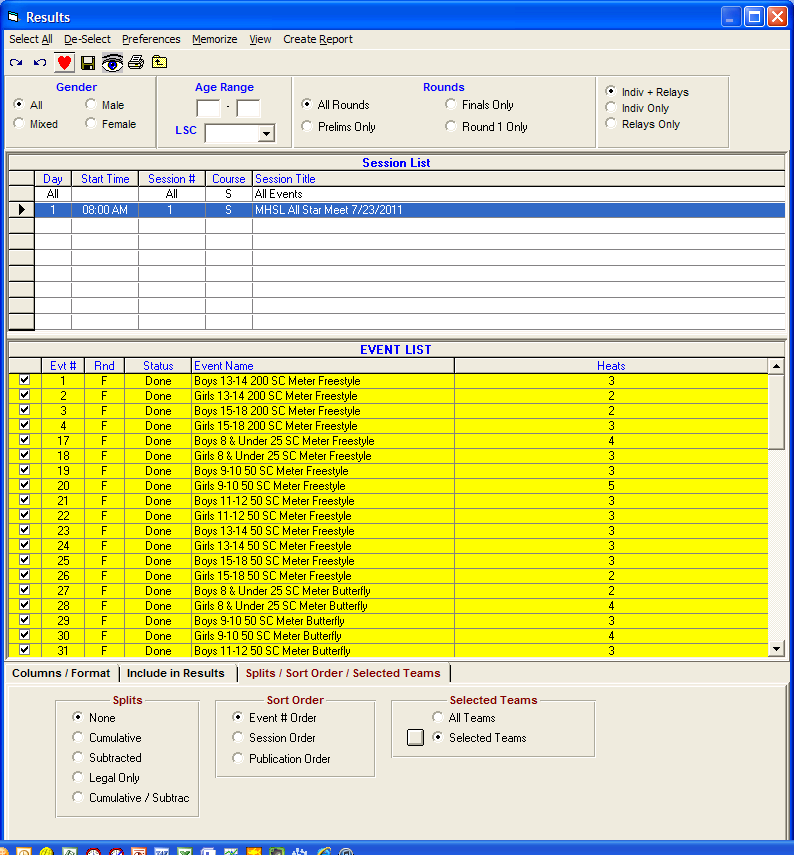 Results
Select All De-Select Preferences Memorize View Create Report
Gender
All Male
Mixed Female
Age Range
-
LSC
Rounds
All Rounds Finals Only
Prelims Only Round 1 Only
Indiv + Relays
Indiv Only
Relays Only
Session List
Day Start Time Session # Course Session Title
All All S All Events
1 08:00 AM 1 S MHSL All Star Meet 7/23/2011
EVENT LIST
Evt # Rnd Status Event Name Heats
1 F Done Boys 13-14 200 SC Meter Freestyle 3
2 F Done Girls 13-14 200 SC Meter Freestyle 2
3 F Done Boys 15-18 200 SC Meter Freestyle 2
4 F Done Girls 15-18 200 SC Meter Freestyle 3
17 F Done Boys 8 & Under 25 SC Meter Freestyle 4
18 F Done Girls 8 & Under 25 SC Meter Freestyle 3
19 F Done Boys 9-10 50 SC Meter Freestyle 3
20 F Done Girls 9-10 50 SC Meter Freestyle 5
21 F Done Boys 11-12 50 SC Meter Freestyle 3
22 F Done Girls 11-12 50 SC Meter Freestyle 3
23 F Done Boys 13-14 50 SC Meter Freestyle 3
24 F Done Girls 13-14 50 SC Meter Freestyle 3
25 F Done Boys 15-18 50 SC Meter Freestyle 3
26 F Done Girls 15-18 50 SC Meter Freestyle 2
27 F Done Boys 8 & Under 25 SC Meter Butterfly 2
28 F Done Girls 8 & Under 25 SC Meter Butterfly 4
29 F Done Boys 9-10 50 SC Meter Butterfly 3
30 F Done Girls 9-10 50 SC Meter Butterfly 4
31 F Done Boys 11-12 50 SC Meter Butterfly 3
Columns / Format Include in Results Splits / Sort Order / Selected Teams
Splits
None
Cumulative
Subtracted
Legal Only
Cumulative / Subtrac
Sort Order
Event # Order
Session Order
Publication Order
Selected Teams
All Teams
Selected Teams